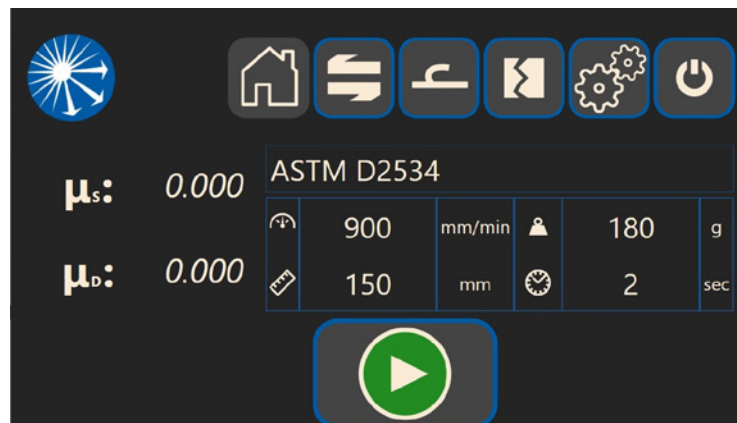 μS: 0.000
ASTM D2534
900 mm/min 180 g
μD: 0.000
150 mm 2 sec